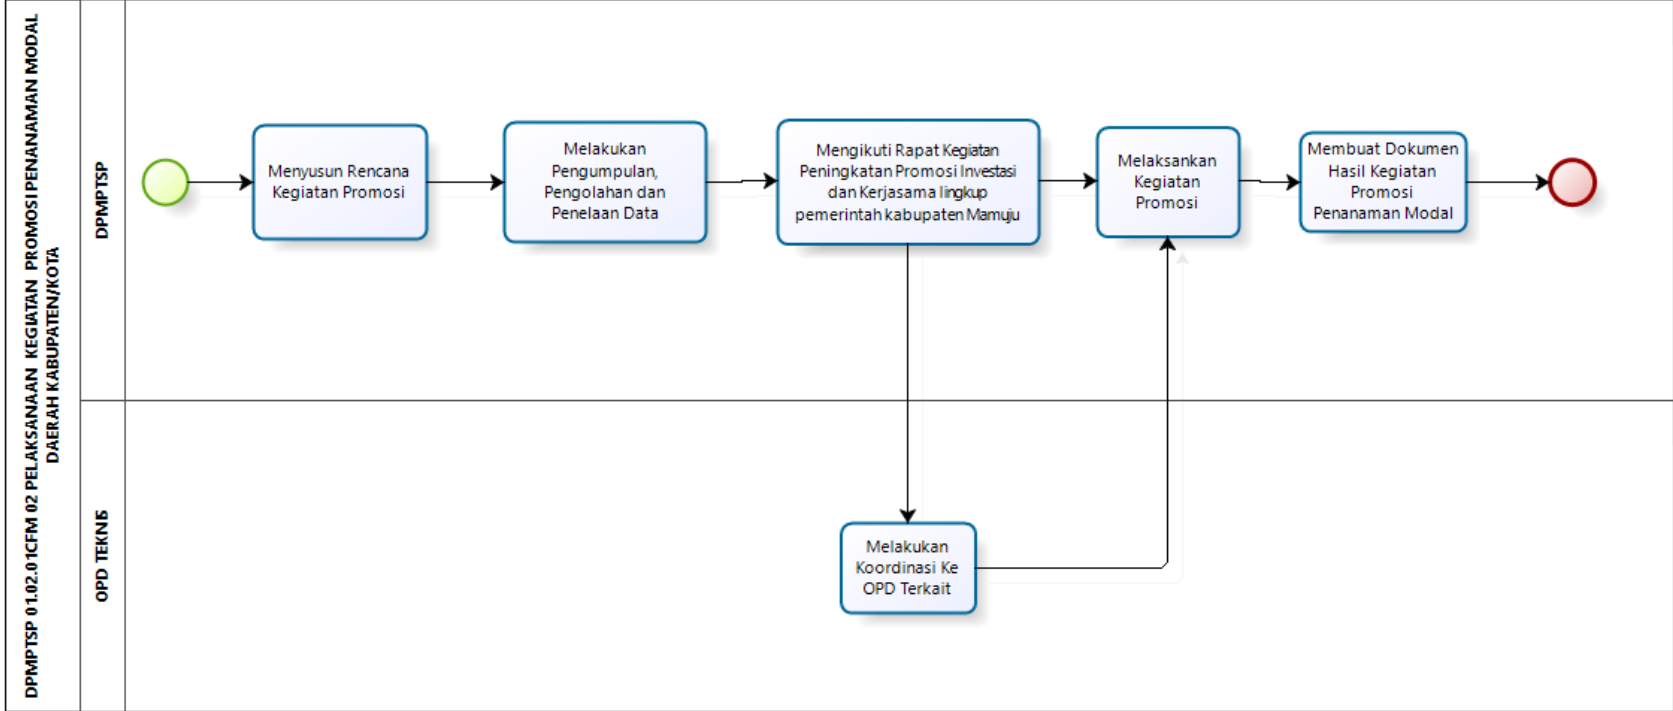 DPMPTSP 01.02.01CFM 02 PELAKSANAAN KEGIATAN PROMOSI PENANAMAN MODAL
DAERAH KABUPATEN/KOTA
DPMPTSP
Menyusun Rencana
Kegiatan Promosi
Melakukan
Pengumpulan,
Pengolahan dan
Penelaan Data
Mengikuti Rapat Kegiatan
Peningkatan Promosi Investasi
dan Kerjasama lingkup
pemerintah kabupaten Mamuju
Melaksankan
Kegiatan
Promosi
Membuat Dokumen
Hasil Kegiatan
Promosi
Penanaman Modal
OPD TEKNIS
Melakukan
Koordinasi Ke
OPD Terkait